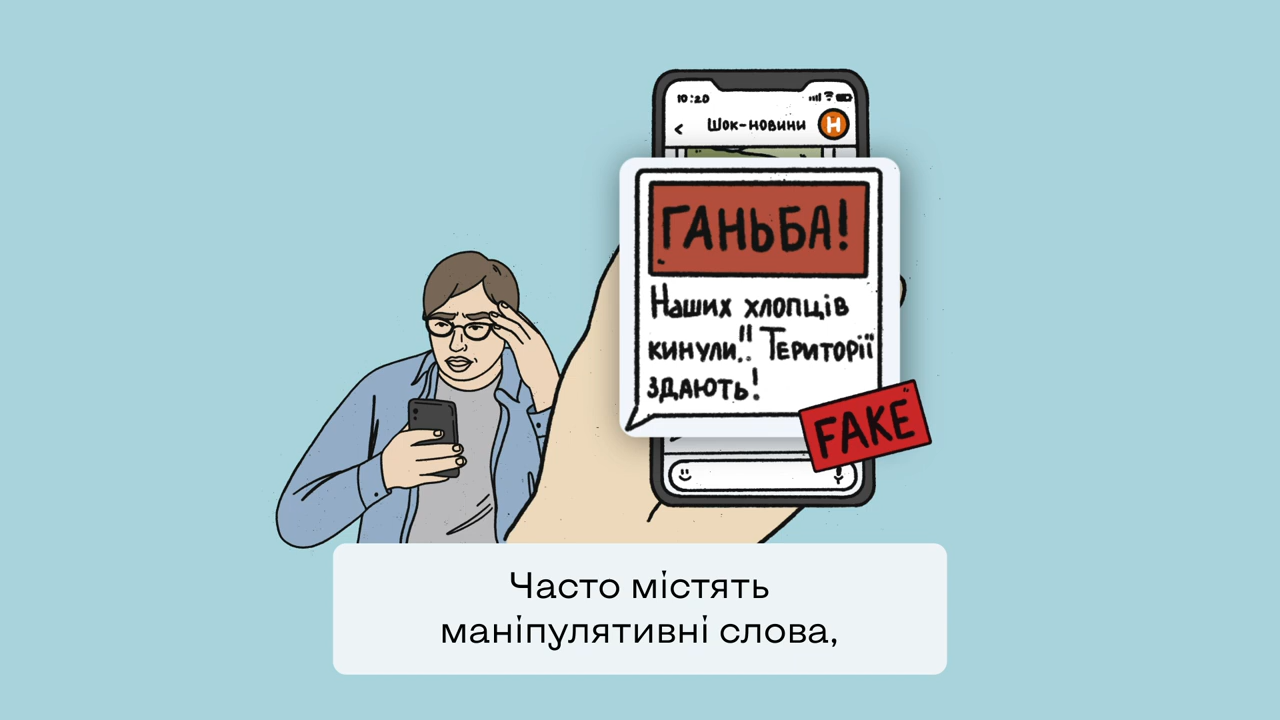 10:20
Шок-новини
Н
ГАНЬБА!
Наших хлопців
кинули!! Території
здають!
FAKE
Часто містять
маніпулятивні слова,